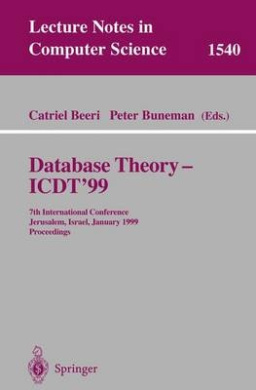 Lecture Notes in
Computer Science 1540
Catriel Beeri Peter Buneman (Eds.)
Database Theory –
ICDT'99
7th International Conference
Jerusalem, Israel, January 1999
Proceedings
Springer